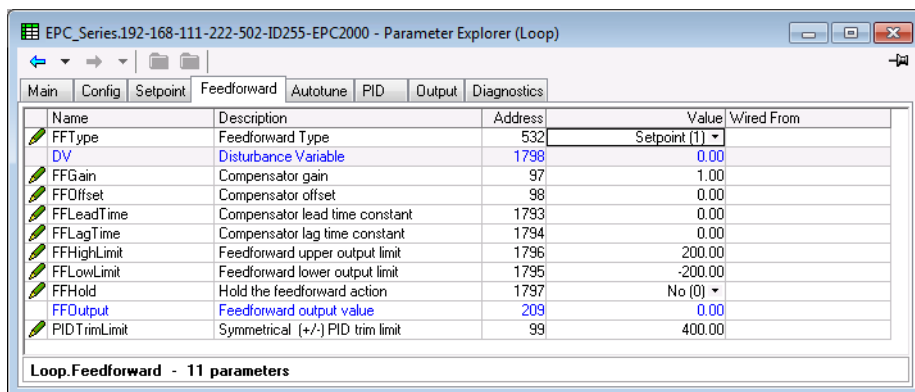 EPC_Series.192-168-111-222-502-ID255-EPC2000 - Parameter Explorer (Loop)
Main Config Setpoint Feedforward Autotune PID Output Diagnostics
Name Description Address Value Wired From
FFType Feedforward Type 532 Setpoint (1)
DV Disturbance Variable 1798 0.00
FFGain Compensator gain 97 1.00
FFOffset Compensator offset 98 0.00
FFLeadTime Compensator lead time constant 1793 0.00
FFLagTime Compensator lag time constant 1794 0.00
FFHighLimit Feedforward upper output limit 1796 200.00
FFLowLimit Feedforward lower output limit 1795 -200.00
FFHold Hold the feedforward action 1797 No (0)
FFOutput Feedforward output value 209 0.00
PIDTrimLimit Symmetrical (+/-) PID trim limit 99 400.00
Loop.Feedforward - 11 parameters